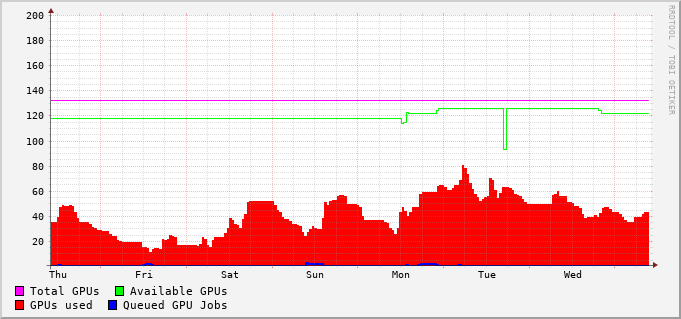 200
180
160
140
120
100
80
60
40
20
Thu Fri Sat Sun Mon Tue Wed
Total GPUs Available GPUs
GPUs used Queued GPU Jobs
RRDTOOL / TOBI OETIKER